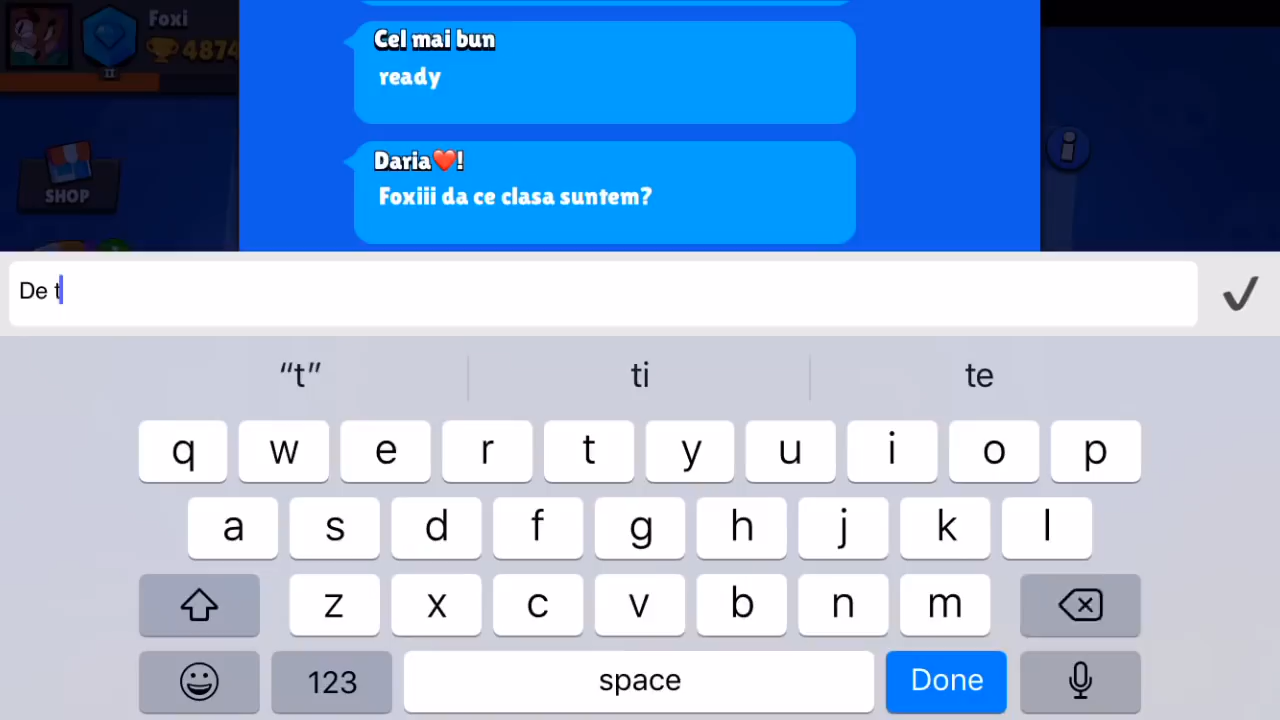 Foxi
4874
II
SHOP
Cel mai bun
ready
Daria❤️!
Foxiii da ce clasa suntem?
De t
“t” ti te
q w e r t y u i o p
a s d f g h j k l
z x c v b n m
123 space Done